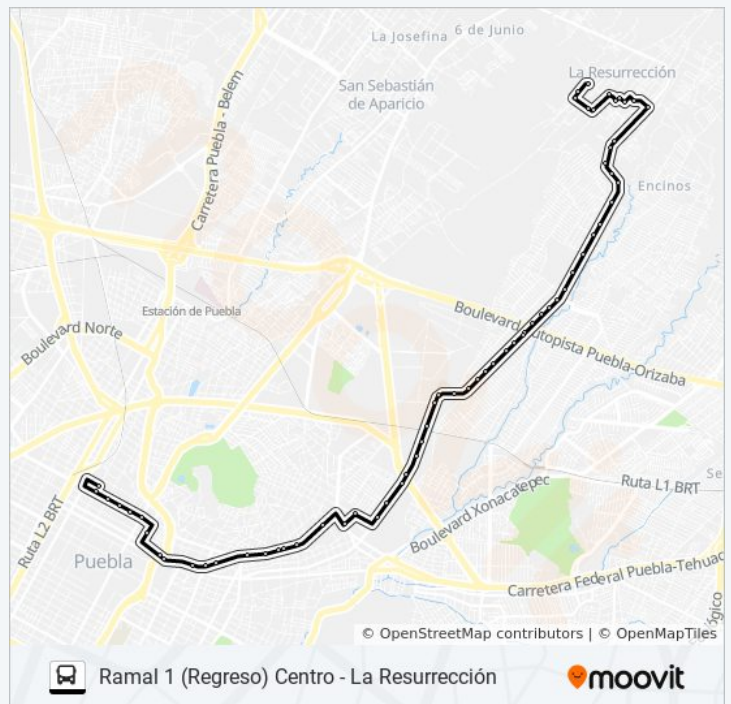 La Josefina
6 de Junio
La Resurrección
San Sebastián
de Aparicio
Carretera Puebla - Belem
Encinos
Estación de Puebla
Boulevard Norte
Boulevard Autopista Puebla-Orizaba
Ruta L1 BRT
Se
Boulevard Xonacatepec
Ruta L2 BRT
Puebla
Carretera Federal Puebla-Tehuac
ológico
© OpenStreetMap contributors | © OpenMapTiles
Ramal 1 (Regreso) Centro - La Resurrección
moovit